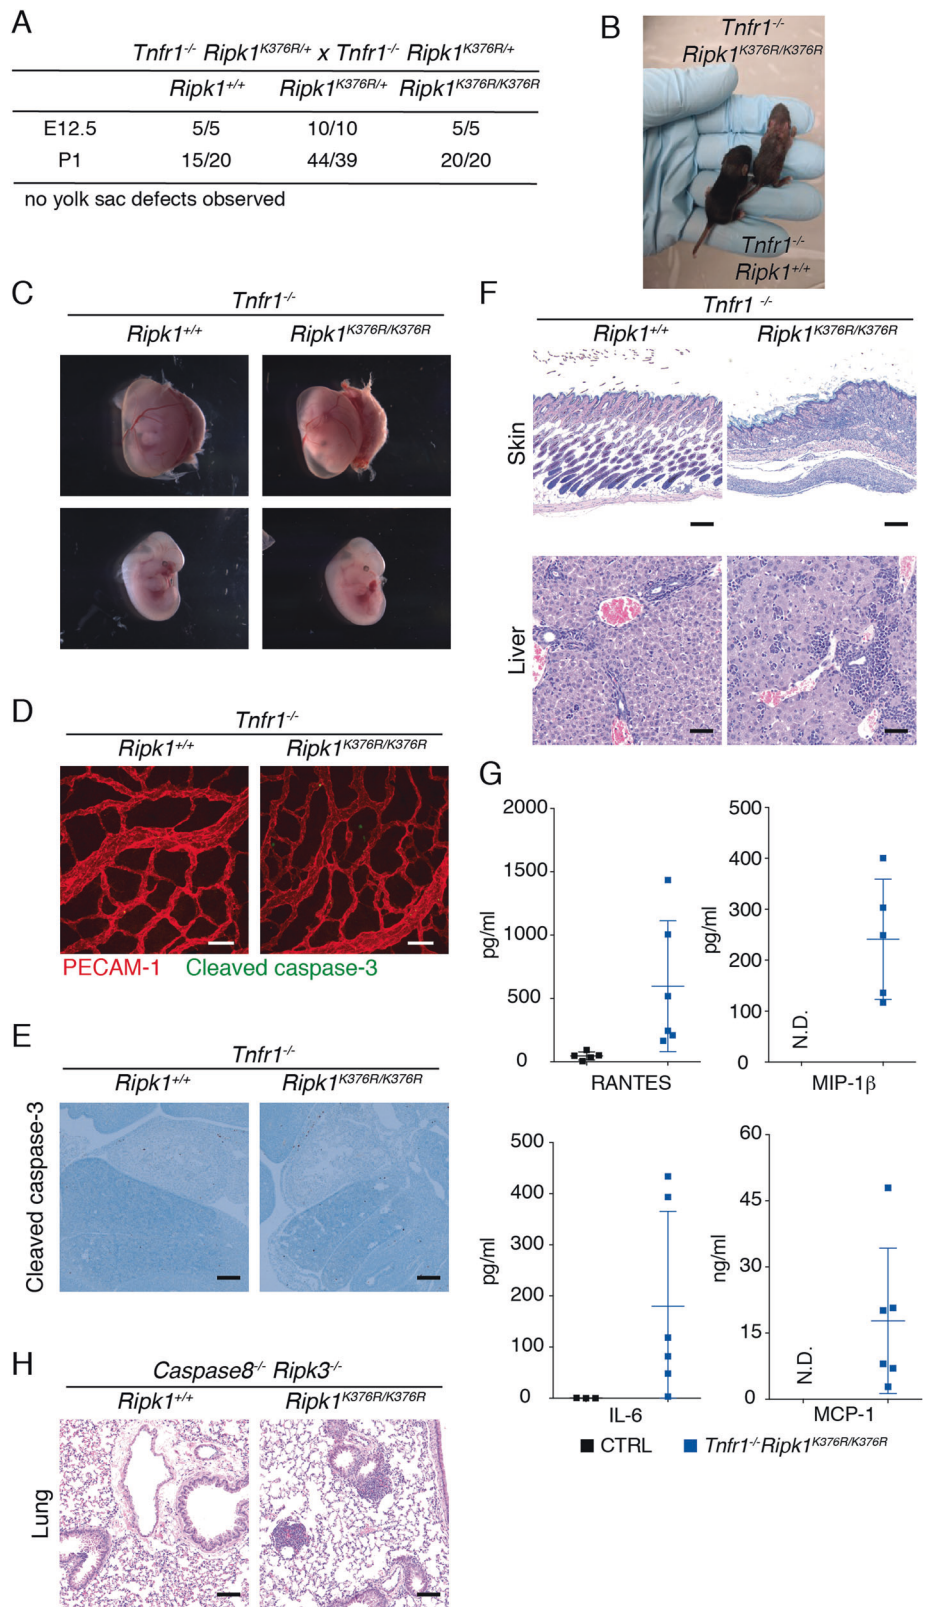 A
Tnfr1-/- Ripk1K376R/+ x Tnfr1-/- Ripk1K376R/+
Ripk1+/+ Ripk1K376R/+ Ripk1K376R/K376R
E12.5 5/5 10/10 5/5
P1 15/20 44/39 20/20
no yolk sac defects observed
B
Tnfr1-/-
Ripk1K376R/K376R
Tnfr1-/-
Ripk1+/+
C
Tnfr1-/-
Ripk1+/+ Ripk1K376R/K376R
D
Tnfr1-/-
Ripk1+/+ Ripk1K376R/K376R
PECAM-1 Cleaved caspase-3
E
Tnfr1-/-
Ripk1+/+ Ripk1K376R/K376R
Cleaved caspase-3
F
Tnfr1 -/-
Ripk1+/+ Ripk1K376R/K376R
Skin
Liver
G
2000
1500
1000
500
0
pg/ml
RANTES
500
400
300
200
100
0
pg/ml
N.D.
MIP-1β
500
400
300
200
100
0
pg/ml
IL-6
60
45
30
15
0
ng/ml
N.D.
MCP-1
CTRL Tnfr1-/-Ripk1K376R/K376R
H
Caspase8-/- Ripk3-/-
Ripk1+/+ Ripk1K376R/K376R
Lung